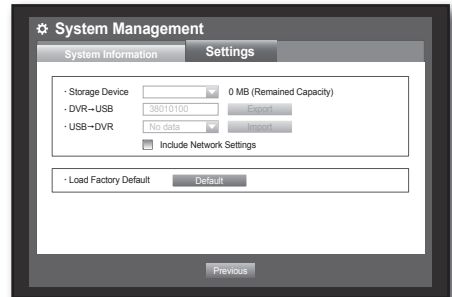 System Management
System Information Settings
· Storage Device 0 MB (Remained Capacity)
· DVR→USB 38010100 Export
· USB→DVR No data Import
Include Network Settings
· Load Factory Default Default
Previous